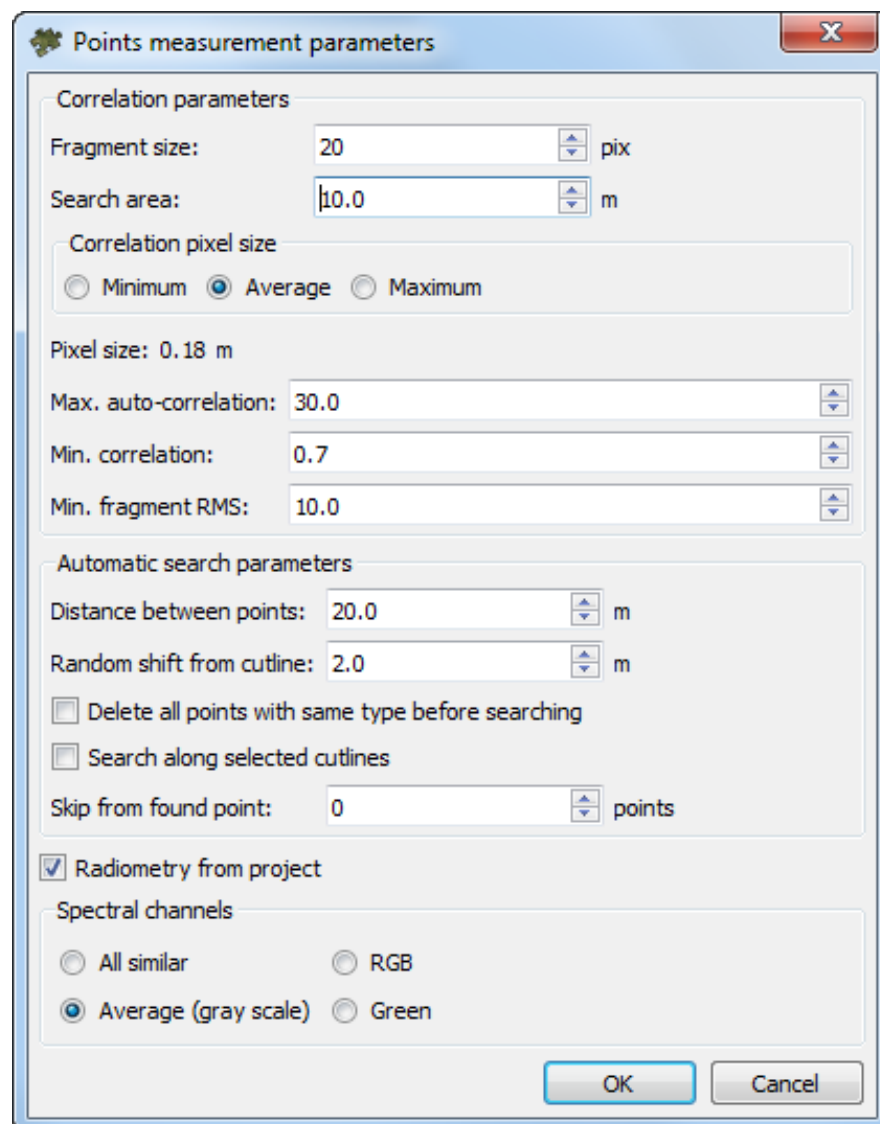 Points measurement parameters
Correlation parameters
Fragment size: 20 pix
Search area: 10.0 m
Correlation pixel size
Minimum Average Maximum
Pixel size: 0.18 m
Max. auto-correlation: 30.0
Min. correlation: 0.7
Min. fragment RMS: 10.0
Automatic search parameters
Distance between points: 20.0 m
Random shift from cutline: 2.0 m
Delete all points with same type before searching
Search along selected cutlines
Skip from found point: 0 points
Radiometry from project
Spectral channels
All similar RGB
Average (gray scale) Green
OK Cancel